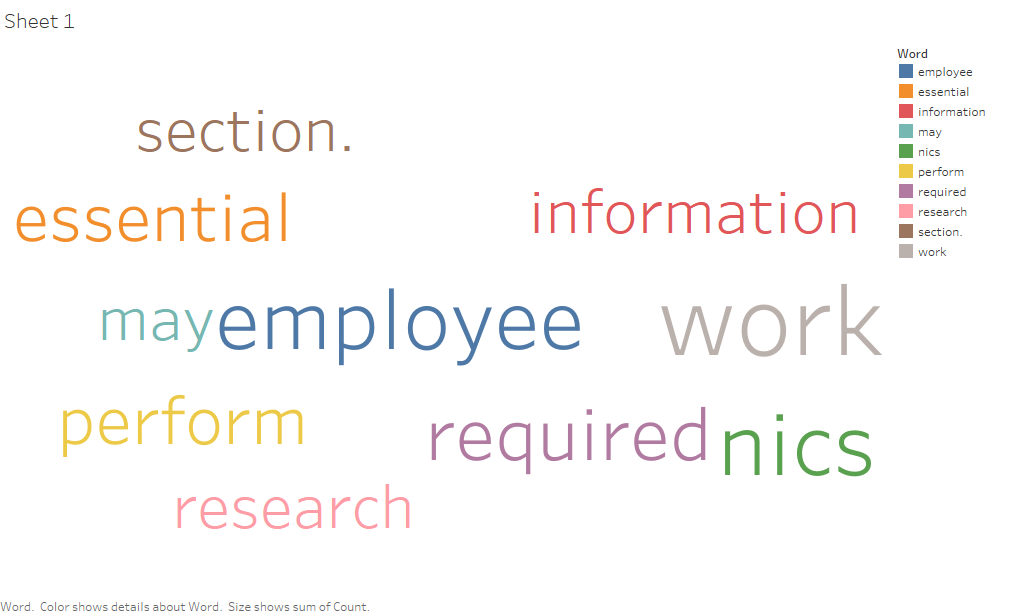 Sheet 1
Word
employee
essential
information
may
nics
perform
required
research
section.
work
section.
essential
information
may employee work
perform
required nics
research
Word.  Color shows details about Word.  Size shows sum of Count.